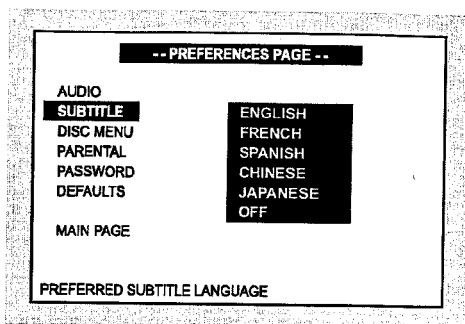 -- PREFERENCES PAGE --
AUDIO
SUBTITLE
DISC MENU
PARENTAL
PASSWORD
DEFAULTS
MAIN PAGE
ENGLISH
FRENCH
SPANISH
CHINESE
JAPANESE
OFF
PREFERRED SUBTITLE LANGUAGE